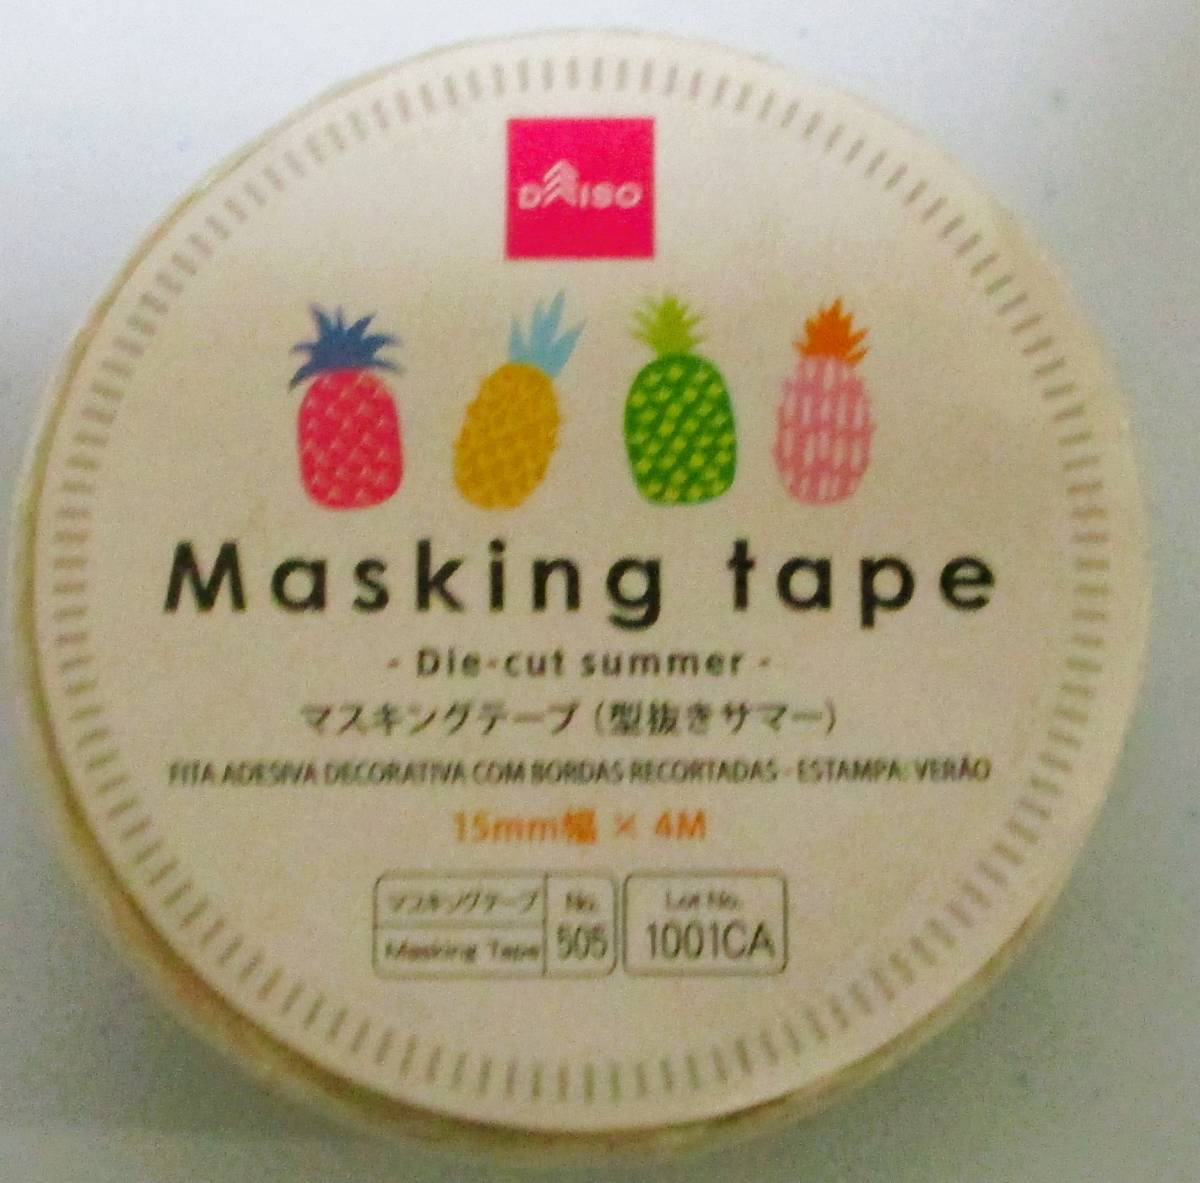 DAISO
Masking tape
- Die-cut summer -
マスキングテープ（型抜きサマー）
FITA ADESIVA DECORATIVA COM BORDAS RECORTADAS - ESTAMPA: VERÃO
15mm幅 × 4M
マスキングテープ
Masking Tape
No.
505
Lot No.
1001CA